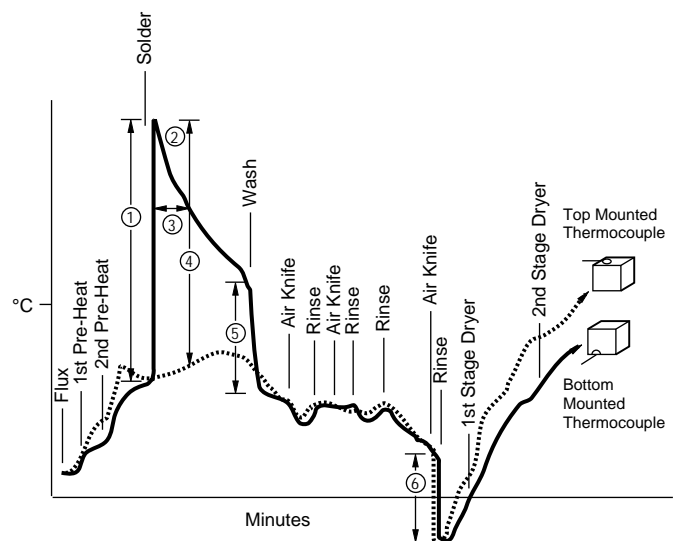 Solder
Wash
2nd Stage Dryer
Top Mounted
Thermocouple
1
2
3
4
°C
1st Pre-Heat
2nd Pre-Heat
Air Knife
Rinse
Air Knife
Rinse
Rinse
Air Knife
Rinse
1st Stage Dryer
5
Flux
Bottom
Mounted
Thermocouple
6
Minutes